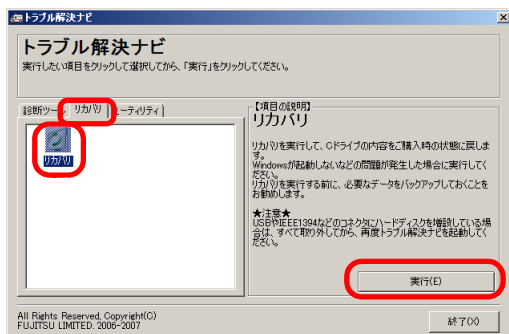 トラブル解決ナビ
トラブル解決ナビ
実行したい項目をクリックして選択してから、「実行」をクリックしてください。
診断ツール リカバリ ユーティリティ
リカバリ
【項目の説明】
リカバリ
リカバリを実行して、Cドライブの内容をご購入時の状態に戻しま
す。
Windowsが起動しないなどの問題が発生した場合に実行してく
ださい。
リカバリを実行する前に、必要なデータをバックアップしておくことを
お勧めします。
★注意★
USBやIEEE1394などのコネクタにハードディスクを増設している場
合は、すべて取り外してから、再度トラブル解決ナビを起動してく
ださい。
実行(E)
All Rights Reserved, Copyright(C)
FUJITSU LIMITED. 2006-2007
終了(X)